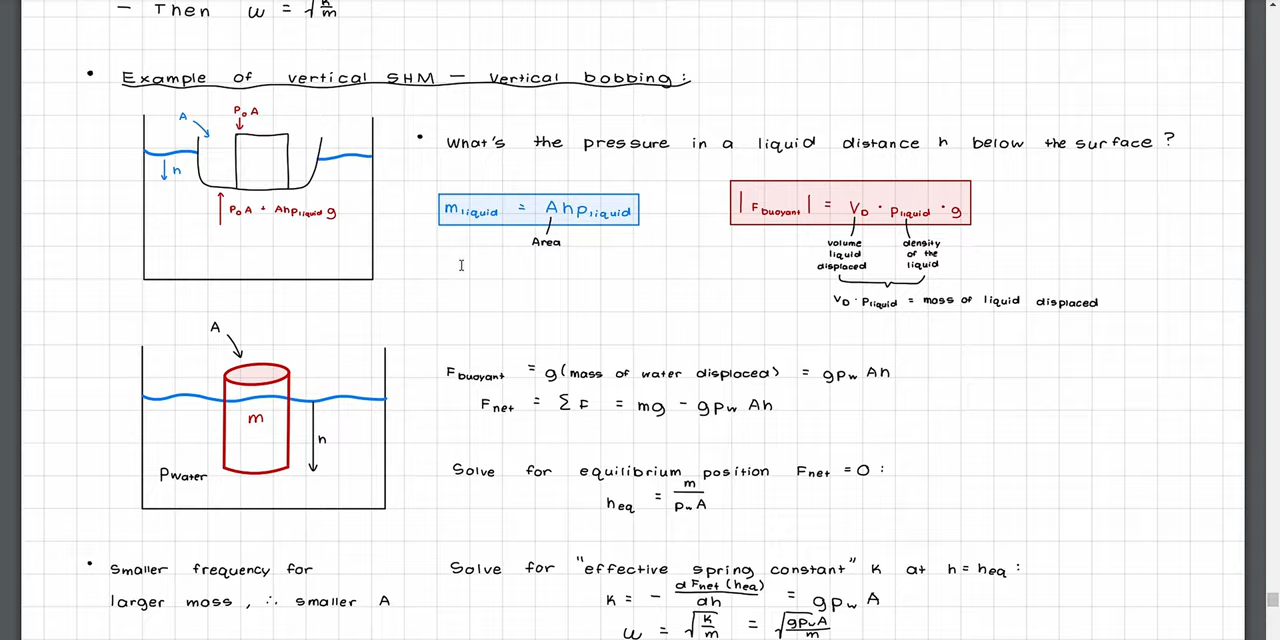 – Then ω = √k/m
• Example of vertical SHM – vertical bobbing:
A
P₀A
h
P₀A + Ahρliquid g
• What's the pressure in a liquid distance h below the surface?
mliquid = Ahρliquid
Area
|Fbuoyant| = VD · ρliquid · g
volume liquid displaced
density of the liquid
VD · ρliquid = mass of liquid displaced
A
m
h
ρwater
Fbuoyant = g(mass of water displaced) = gρw Ah
Fnet = ΣF = mg - gρw Ah
Solve for equilibrium position Fnet = 0:
heq = m/ρwA
• Smaller frequency for
larger mass, ∴ smaller A
Solve for "effective spring constant" k at h = heq:
k = - dFnet(heq)/dh = gρw A
ω = √k/m = √gρwA/m